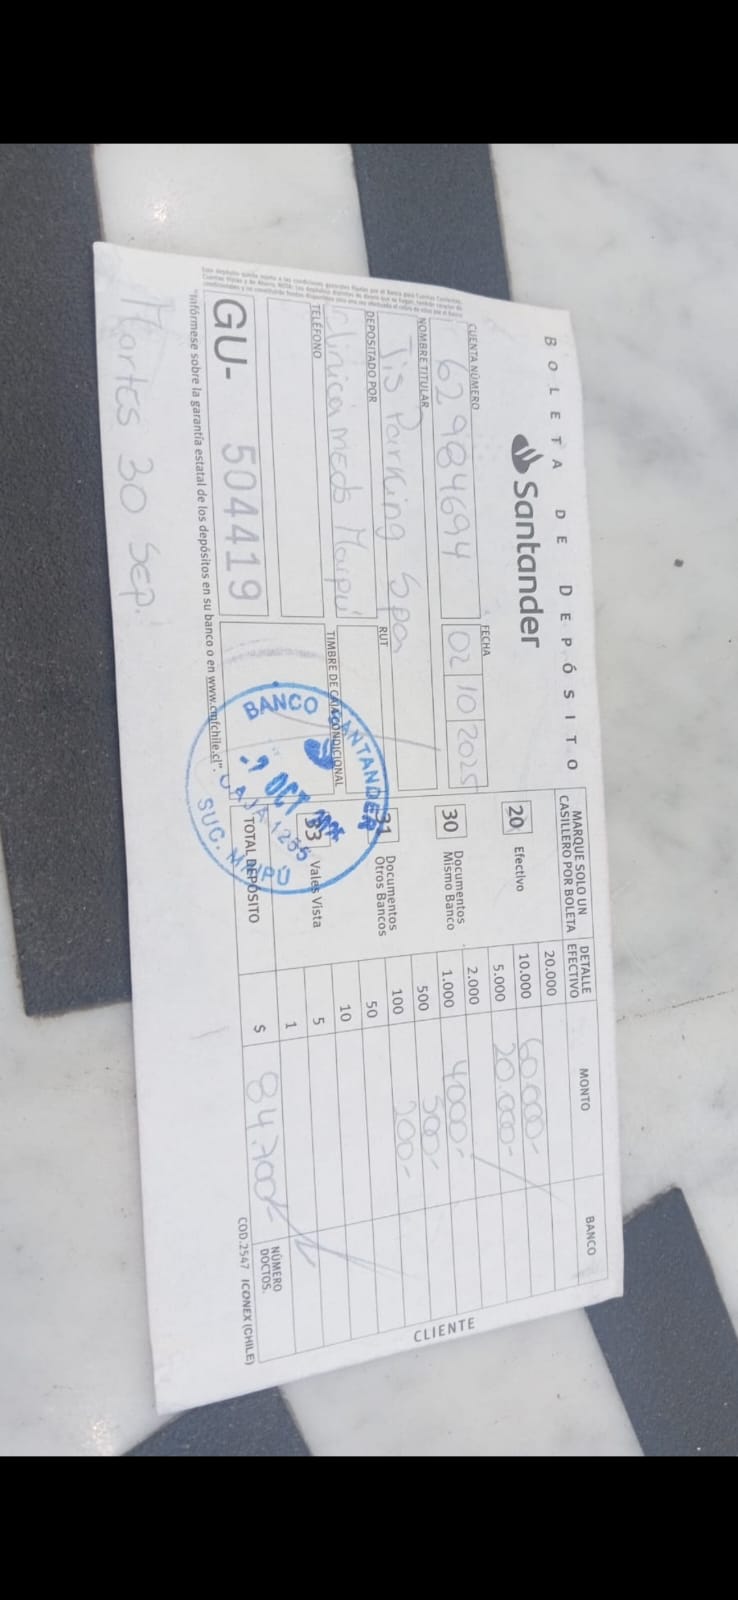 BOLETA DE DEPÓSITO
Santander
CUENTA NÚMERO
62984694
FECHA
02 10 2025
NOMBRE TITULAR
Jis Parking Spa
DEPOSITADO POR
RUT
Clinica meds Maipú
TELÉFONO
TIMBRE DE CAJA CONDICIONAL
GU- 504419
"Infórmese sobre la garantía estatal de los depósitos en su banco o en www.cmfchile.cl".
Martes 30 Sep.
BANCO SANTANDER
OCT
CAJA 1255
SUC. MAIPÚ
MARQUE SOLO UN
CASILLERO POR BOLETA
20 Efectivo
30 Documentos
Mismo Banco
31 Documentos
Otros Bancos
33 Vales Vista
TOTAL DEPÓSITO
DETALLE
EFECTIVO
MONTO
BANCO
20.000
10.000 60.000-
5.000 20.000-
2.000
1.000 4000-
500 500-
100 200-
50
10
5
1
$ 84.700
NÚMERO
DOCTOS.
COD.2547 ICONEX (CHILE)
CLIENTE